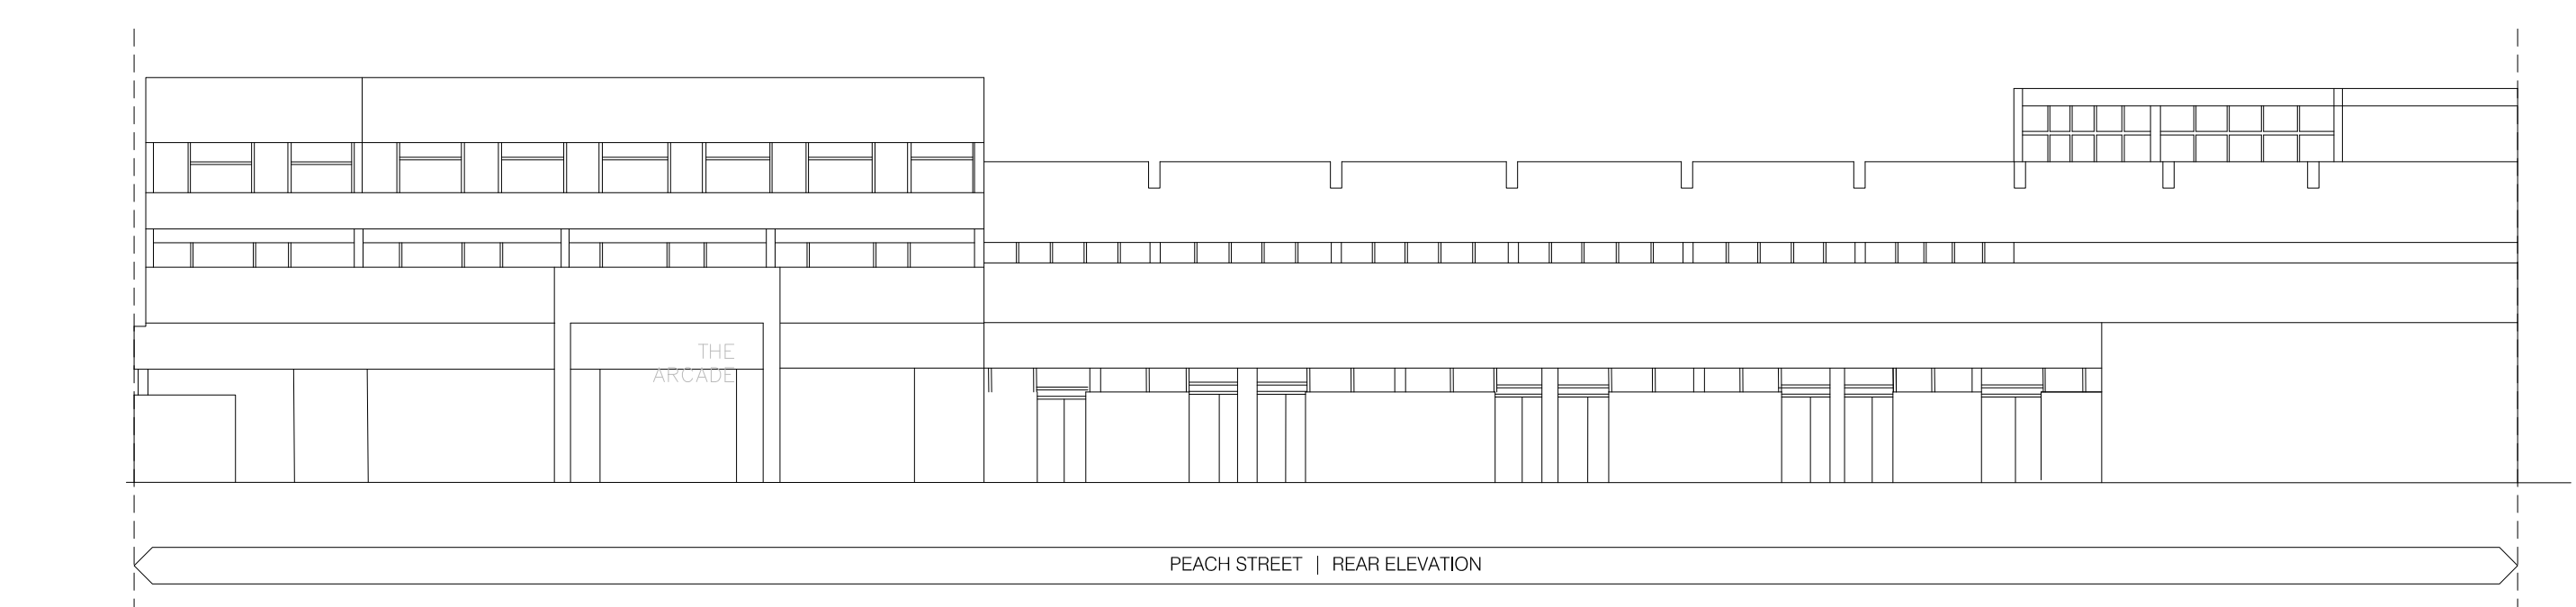 THE
ARCADE
PEACH STREET | REAR ELEVATION